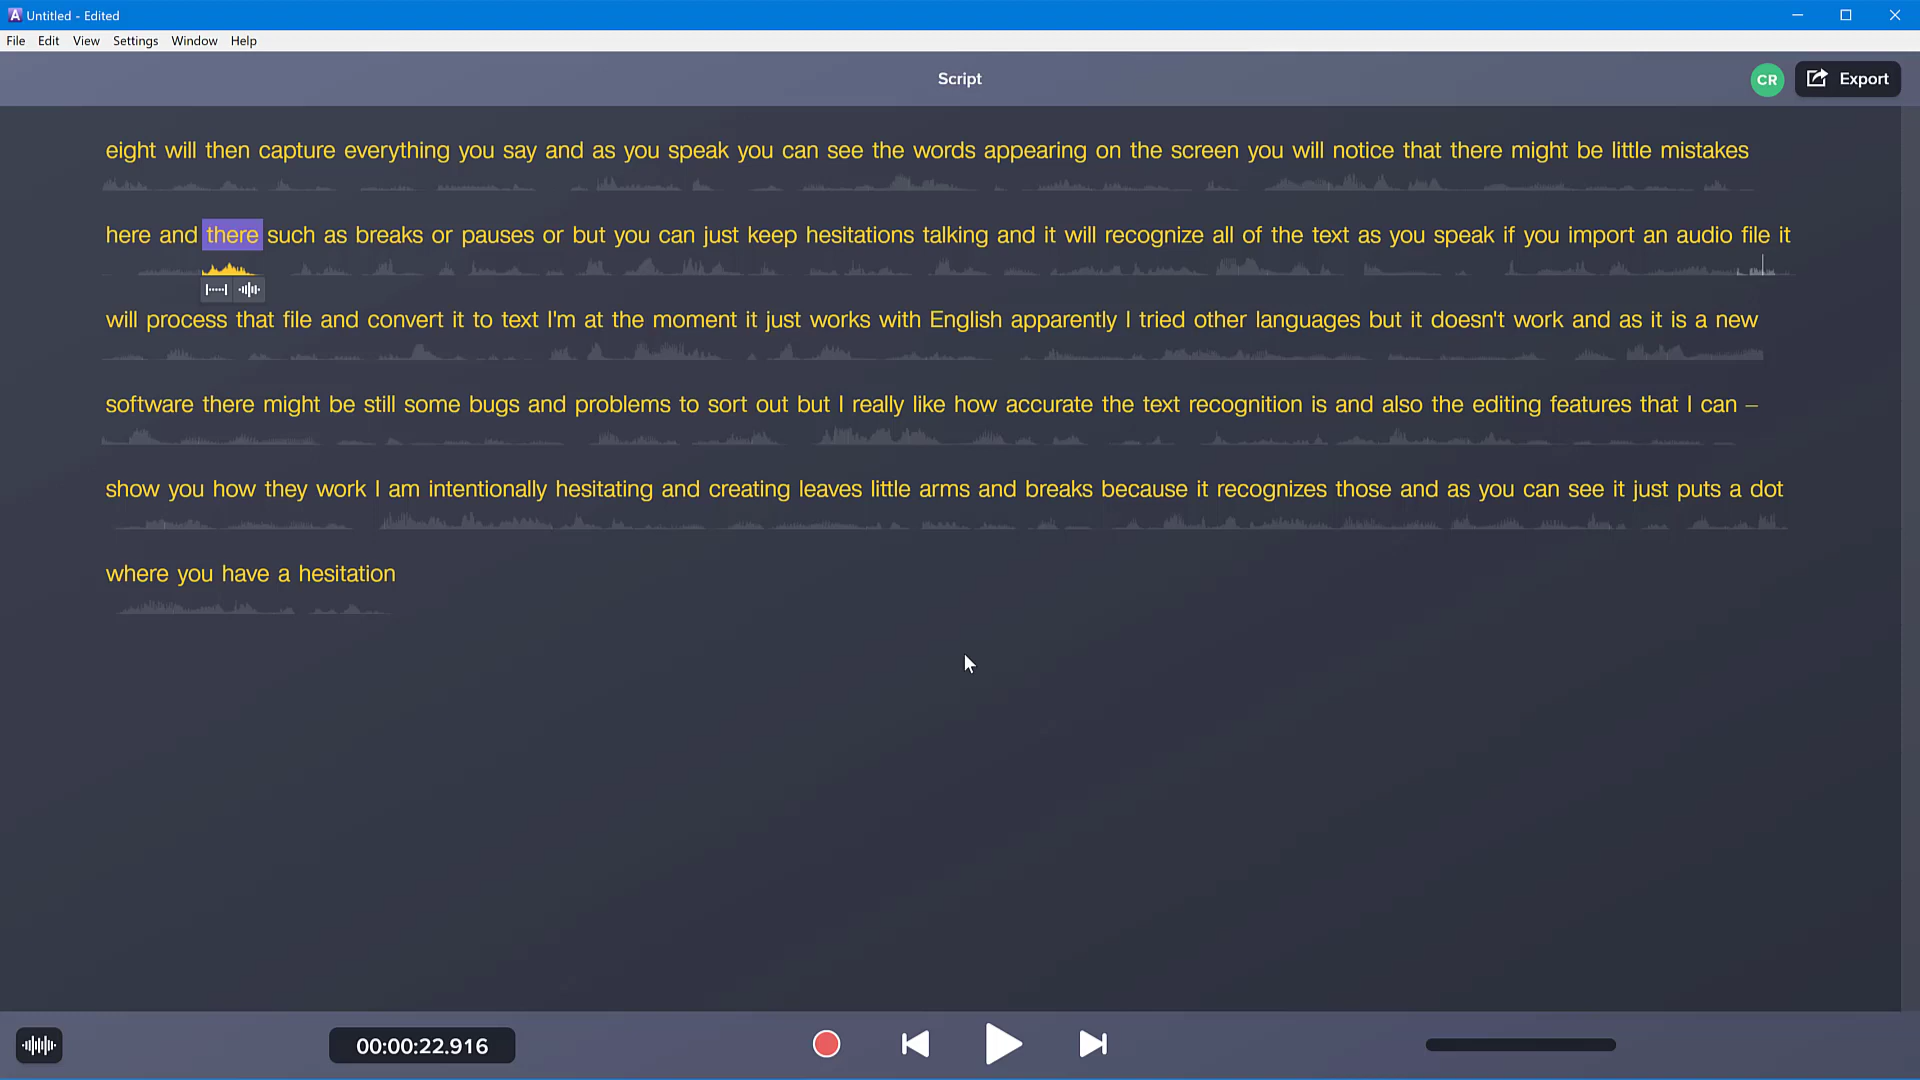 A Untitled - Edited
File Edit View Settings Window Help
Script
CR Export
eight will then capture everything you say and as you speak you can see the words appearing on the screen you will notice that there might be little mistakes
here and there such as breaks or pauses or but you can just keep hesitations talking and it will recognize all of the text as you speak if you import an audio file it
will process that file and convert it to text I'm at the moment it just works with English apparently I tried other languages but it doesn't work and as it is a new
software there might be still some bugs and problems to sort out but I really like how accurate the text recognition is and also the editing features that I can –
show you how they work I am intentionally hesitating and creating leaves little arms and breaks because it recognizes those and as you can see it just puts a dot
where you have a hesitation
00:00:22.916